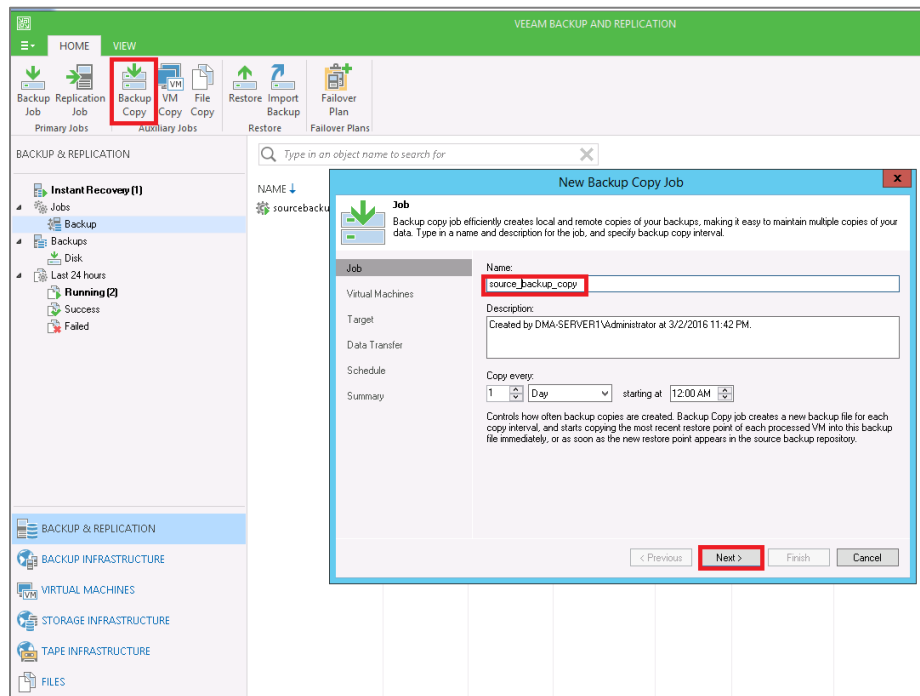 VEEAM BACKUP AND REPLICATION
HOME VIEW
Backup Replication Backup VM File Restore Import Failover
Job Job Copy Copy Copy Backup Plan
Primary Jobs Auxiliary Jobs Restore Failover Plans
BACKUP & REPLICATION
Type in an object name to search for
Instant Recovery (1)
Jobs
Backup
Backups
Disk
Last 24 hours
Running (2)
Success
Failed
NAME
sourcebacku
New Backup Copy Job
x
Job
Backup copy job efficiently creates local and remote copies of your backups, making it easy to maintain multiple copies of your
data. Type in a name and description for the job, and specify backup copy interval.
Job
Virtual Machines
Target
Data Transfer
Schedule
Summary
Name:
source_backup_copy
Description:
Created by DMA-SERVER1\Administrator at 3/2/2016 11:42 PM.
Copy every:
1 Day starting at 12:00 AM
Controls how often backup copies are created. Backup Copy job creates a new backup file for each
copy interval, and starts copying the most recent restore point of each processed VM into this backup
file immediately, or as soon as the new restore point appears in the source backup repository.
< Previous Next > Finish Cancel
BACKUP & REPLICATION
BACKUP INFRASTRUCTURE
VIRTUAL MACHINES
STORAGE INFRASTRUCTURE
TAPE INFRASTRUCTURE
FILES